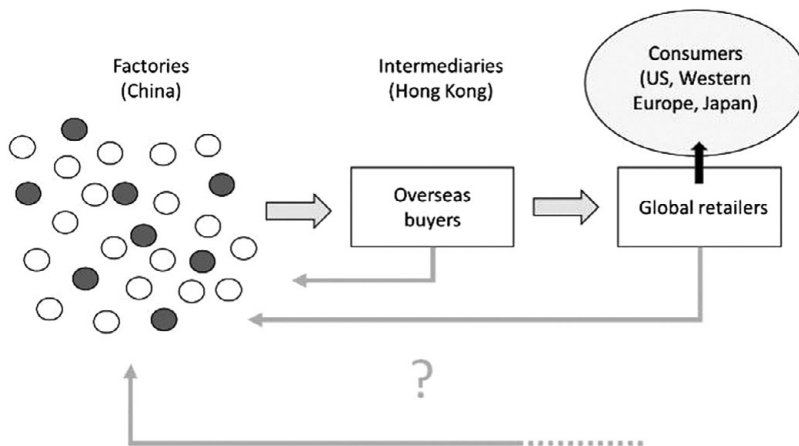 Factories
(China)
Intermediaries
(Hong Kong)
Consumers
(US, Western
Europe, Japan)
Overseas
buyers
Global retailers
?